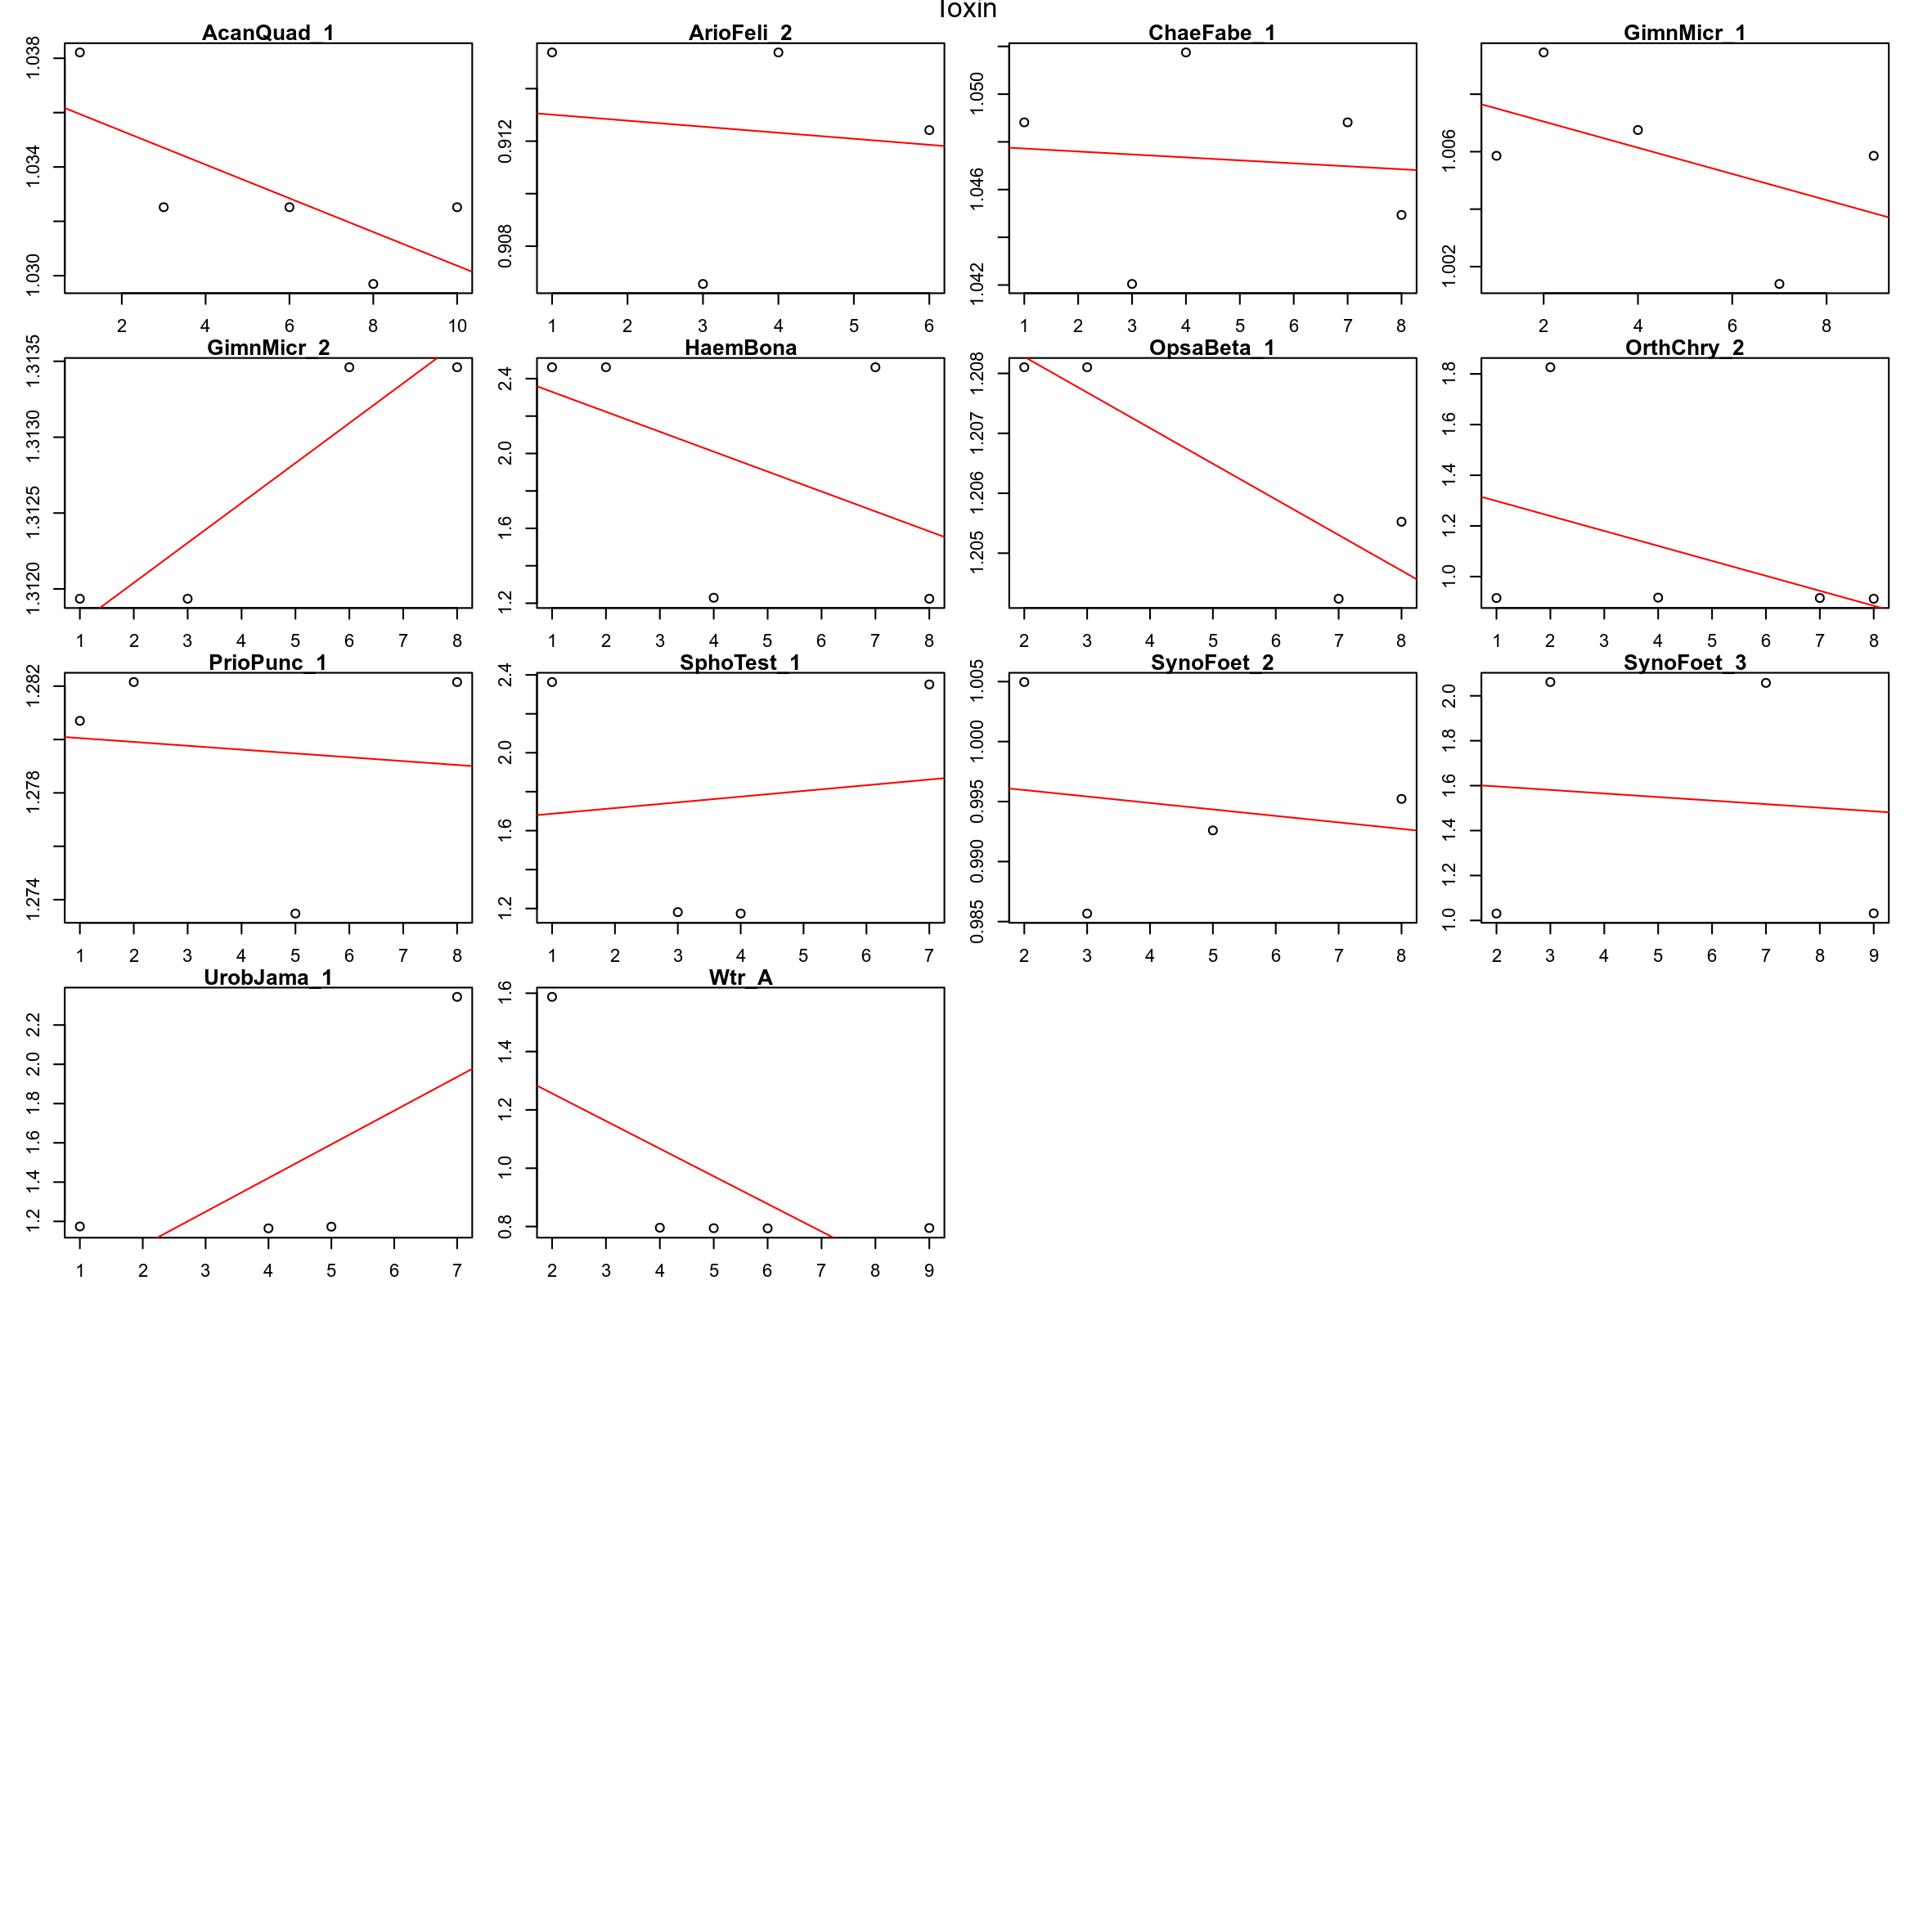 Toxin
AcanQuad_1
1.030 1.034 1.038
2 4 6 8 10
ArioFeli_2
0.908 0.912
1 2 3 4 5 6
ChaeFabe_1
1.042 1.046 1.050
1 2 3 4 5 6 7 8
GimnMicr_1
1.002 1.006
2 4 6 8
GimnMicr_2
1.3120 1.3125 1.3130 1.3135
1 2 3 4 5 6 7 8
HaemBona
1.2 1.6 2.0 2.4
1 2 3 4 5 6 7 8
OpsaBeta_1
1.205 1.206 1.207 1.208
2 3 4 5 6 7 8
OrthChry_2
1.0 1.2 1.4 1.6 1.8
1 2 3 4 5 6 7 8
PrioPunc_1
1.274 1.278 1.282
1 2 3 4 5 6 7 8
SphoTest_1
1.2 1.6 2.0 2.4
1 2 3 4 5 6 7
SynoFoet_2
0.985 0.990 0.995 1.000 1.005
2 3 4 5 6 7 8
SynoFoet_3
1.0 1.2 1.4 1.6 1.8 2.0
2 3 4 5 6 7 8 9
UrobJama_1
1.2 1.4 1.6 1.8 2.0 2.2
1 2 3 4 5 6 7
Wtr_A
0.8 1.0 1.2 1.4 1.6
2 3 4 5 6 7 8 9